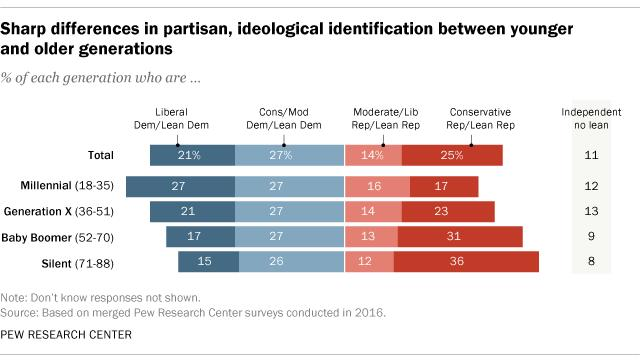 Sharp differences in partisan, ideological identification between younger
and older generations
% of each generation who are ...
Liberal Cons/Mod Moderate/Lib Conservative Independent
Dem/Lean Dem Dem/Lean Dem Rep/Lean Rep Rep/Lean Rep no lean
Total 21% 27% 14% 25% 11
Millennial (18-35) 27 27 16 17 12
Generation X (36-51) 21 27 14 23 13
Baby Boomer (52-70) 17 27 13 31 9
Silent (71-88) 15 26 12 36 8
Note: Don't know responses not shown.
Source: Based on merged Pew Research Center surveys conducted in 2016.
PEW RESEARCH CENTER